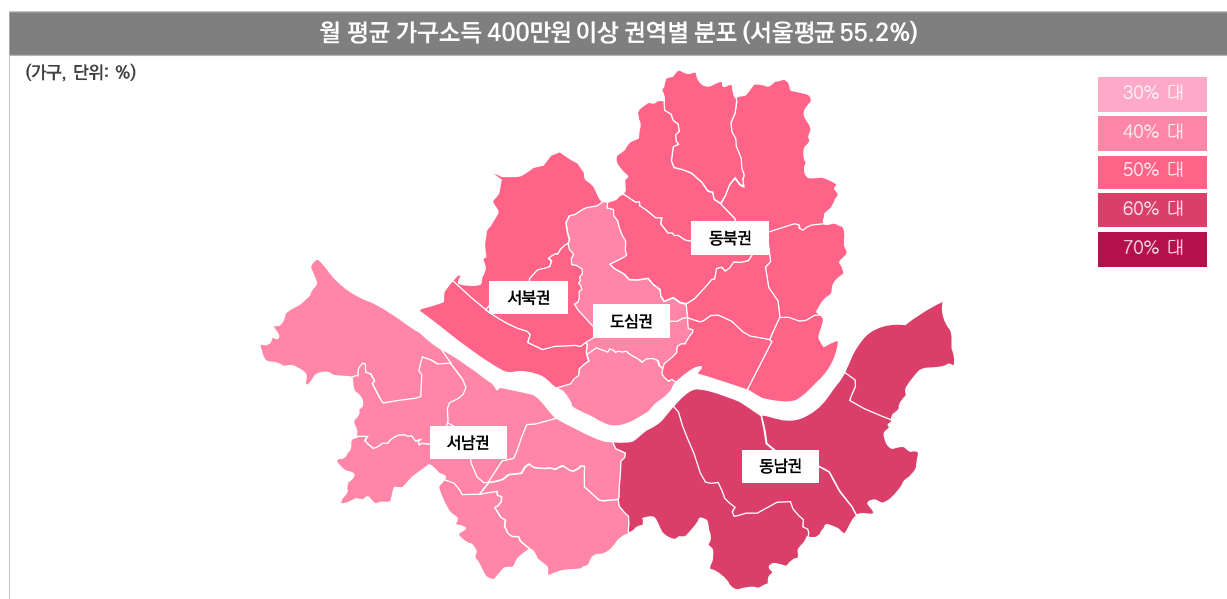 월 평균 가구소득 400만원 이상 권역별 분포 (서울평균 55.2%)
(가구, 단위: %)
30% 대
40% 대
50% 대
60% 대
70% 대
동북권
서북권
도심권
서남권
동남권